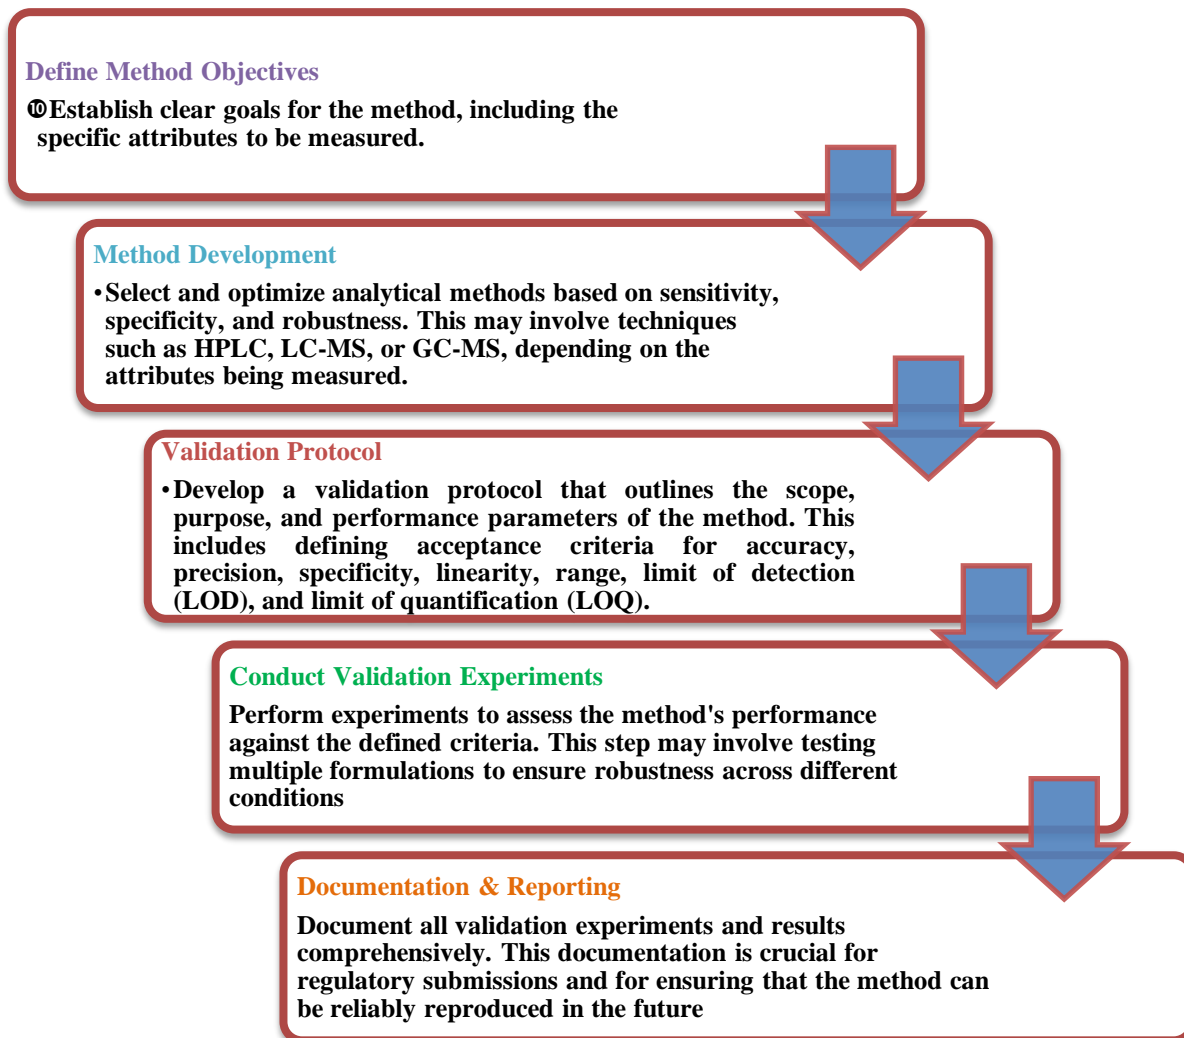 Define Method Objectives
❿Establish clear goals for the method, including the
specific attributes to be measured.
Method Development
•Select and optimize analytical methods based on sensitivity,
specificity, and robustness. This may involve techniques
such as HPLC, LC-MS, or GC-MS, depending on the
attributes being measured.
Validation Protocol
•Develop a validation protocol that outlines the scope,
purpose, and performance parameters of the method. This
includes defining acceptance criteria for accuracy,
precision, specificity, linearity, range, limit of detection
(LOD), and limit of quantification (LOQ).
Conduct Validation Experiments
Perform experiments to assess the method's performance
against the defined criteria. This step may involve testing
multiple formulations to ensure robustness across different
conditions
Documentation & Reporting
Document all validation experiments and results
comprehensively. This documentation is crucial for
regulatory submissions and for ensuring that the method can
be reliably reproduced in the future